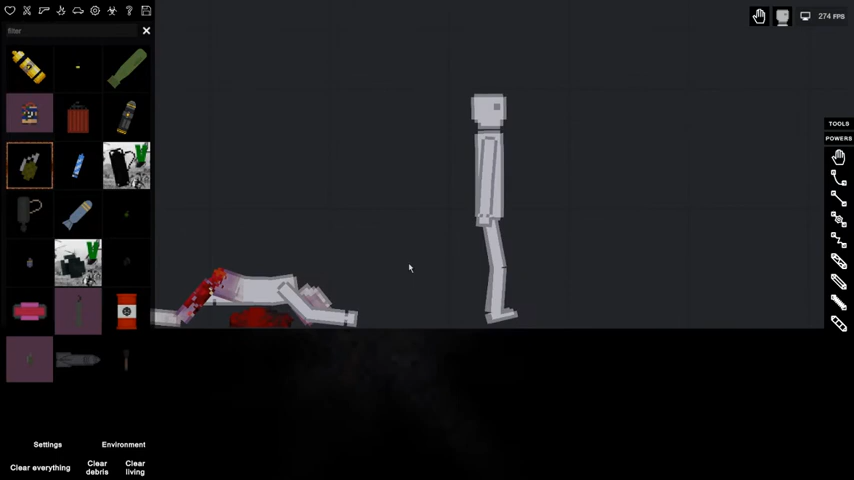 274 FPS
filter
TOOLS
POWERS
Settings Environment
Clear everything Clear debris Clear living